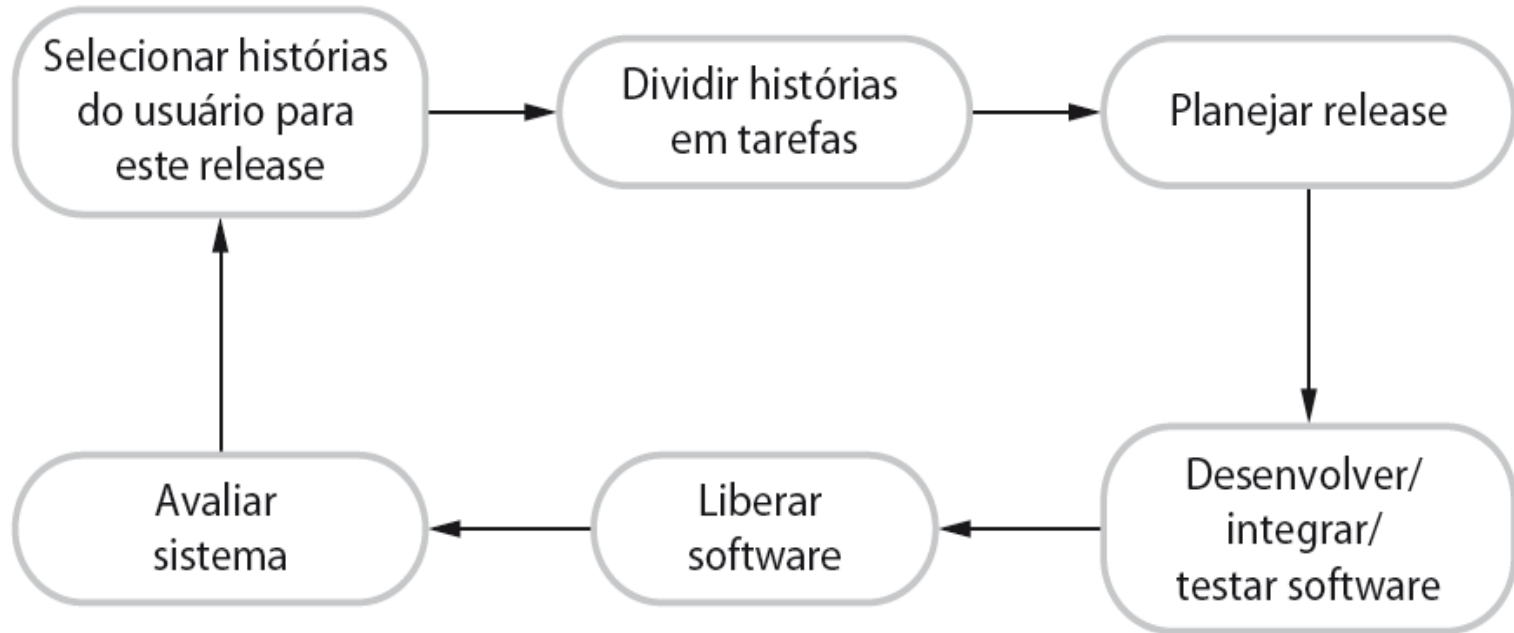 Selecionar histórias
do usuário para
este release
Dividir histórias
em tarefas
Planejar release
Desenvolver/
integrar/
testar software
Liberar
software
Avaliar
sistema